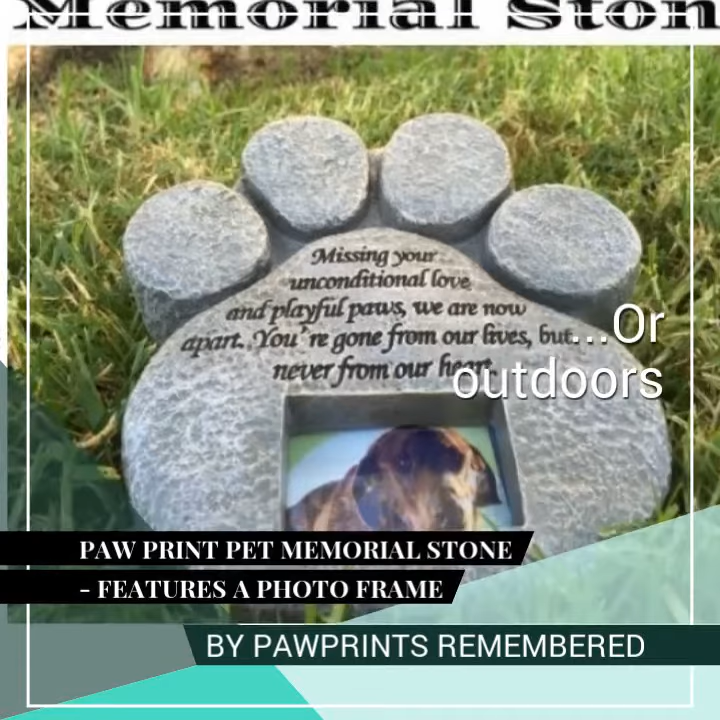 Memorial Ston
Missing your
unconditional love
and playful paws, we are now
apart. You're gone from our lives, but
never from our heart.
...Or
outdoors
PAW PRINT PET MEMORIAL STONE
- FEATURES A PHOTO FRAME
BY PAWPRINTS REMEMBERED